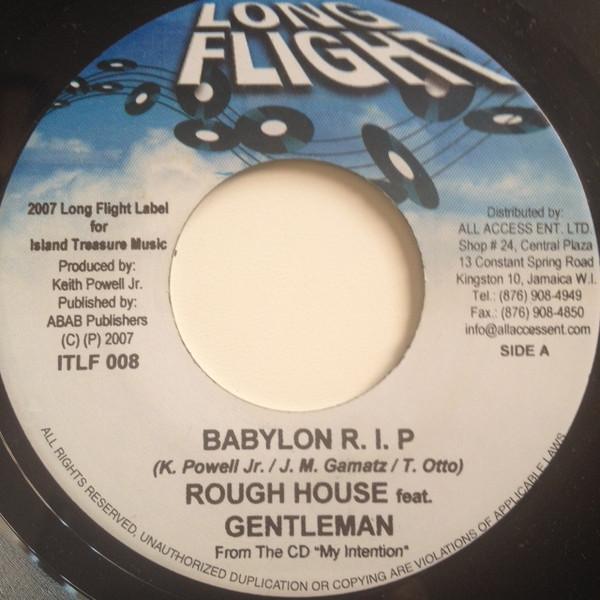 LONG
FLIGHT
2007 Long Flight Label
for
Island Treasure Music
Produced by:
Keith Powell Jr.
Published by:
ABAB Publishers
(C) (P) 2007
ITLF 008
Distributed by:
ALL ACCESS ENT. LTD.
Shop # 24, Central Plaza
13 Constant Spring Road
Kingston 10, Jamaica W.I.
Tel.: (876) 908-4949
Fax.: (876) 908-4850
info@allaccessent.com
SIDE A
BABYLON R. I. P
(K. Powell Jr. / J. M. Gamatz / T. Otto)
ROUGH HOUSE feat.
GENTLEMAN
From The CD "My Intention"
ALL RIGHTS RESERVED, UNAUTHORIZED DUPLICATION OR COPYING ARE VIOLATIONS OF APPLICABLE LAWS.